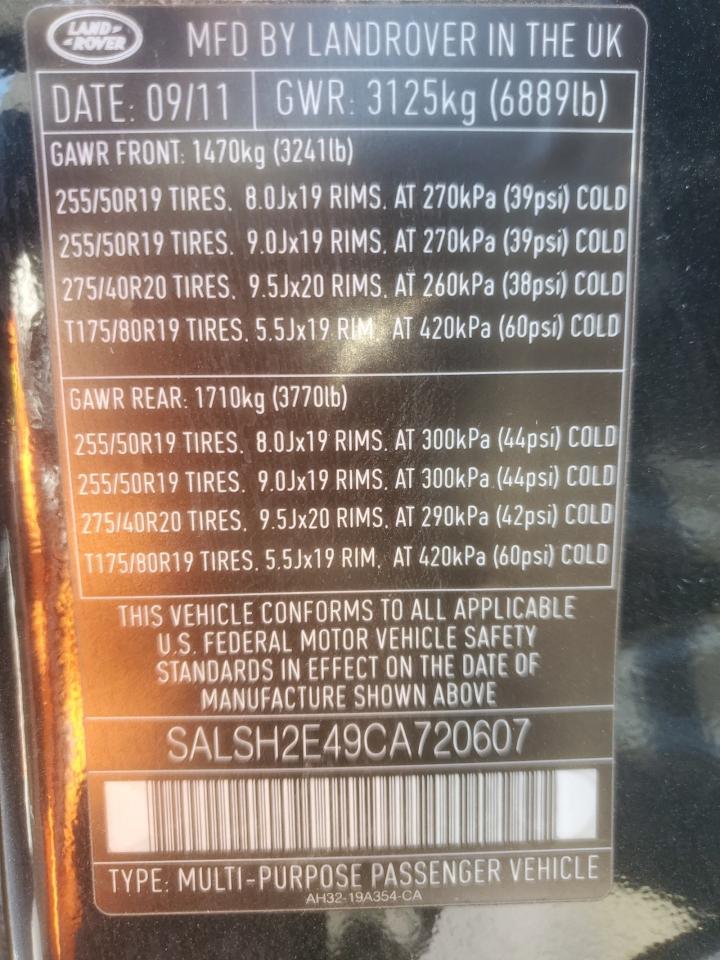 LAND ROVER
MFD BY LANDROVER IN THE UK
DATE: 09/11 GWR: 3125kg (6889lb)
GAWR FRONT: 1470kg (3241lb)
255/50R19 TIRES, 8.0Jx19 RIMS, AT 270kPa (39psi) COLD
255/50R19 TIRES, 9.0Jx19 RIMS, AT 270kPa (39psi) COLD
275/40R20 TIRES, 9.5Jx20 RIMS, AT 260kPa (38psi) COLD
T175/80R19 TIRES, 5.5Jx19 RIM, AT 420kPa (60psi) COLD
GAWR REAR: 1710kg (3770lb)
255/50R19 TIRES, 8.0Jx19 RIMS, AT 300kPa (44psi) COLD
255/50R19 TIRES, 9.0Jx19 RIMS, AT 300kPa (44psi) COLD
275/40R20 TIRES, 9.5Jx20 RIMS, AT 290kPa (42psi) COLD
T175/80R19 TIRES, 5.5Jx19 RIM, AT 420kPa (60psi) COLD
THIS VEHICLE CONFORMS TO ALL APPLICABLE
U.S. FEDERAL MOTOR VEHICLE SAFETY
STANDARDS IN EFFECT ON THE DATE OF
MANUFACTURE SHOWN ABOVE
SALSH2E49CA720607
TYPE: MULTI-PURPOSE PASSENGER VEHICLE
AH32-19A354-CA